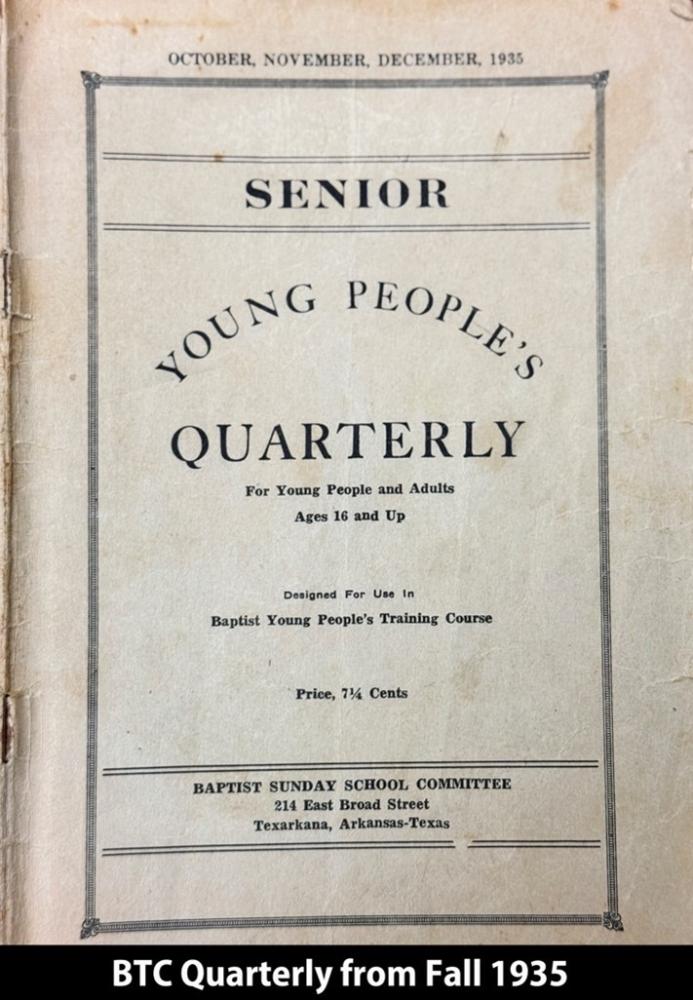 OCTOBER, NOVEMBER, DECEMBER, 1935
SENIOR
YOUNG PEOPLE'S
QUARTERLY
For Young People and Adults
Ages 16 and Up
Designed For Use In
Baptist Young People's Training Course
Price, 7¼ Cents
BAPTIST SUNDAY SCHOOL COMMITTEE
214 East Broad Street
Texarkana, Arkansas-Texas
BTC Quarterly from Fall 1935